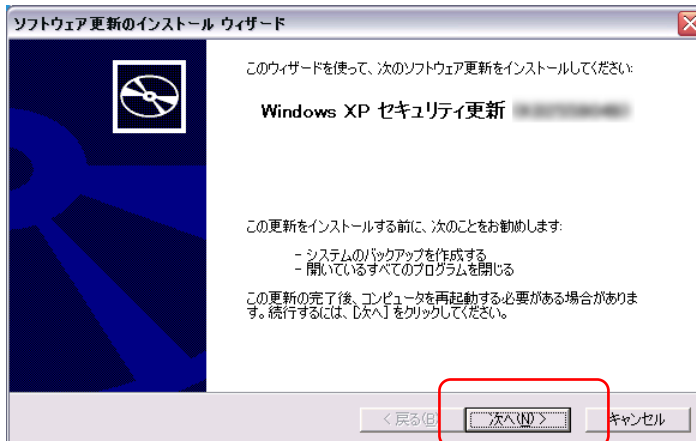 ソフトウェア更新のインストール ウィザード
このウィザードを使って、次のソフトウェア更新をインストールしてください:
Windows XP セキュリティ更新
この更新をインストールする前に、次のことをお勧めします:
- システムのバックアップを作成する
- 開いているすべてのプログラムを閉じる
この更新の完了後、コンピュータを再起動する必要がある場合がありま
す。続行するには、[次へ] をクリックしてください。
< 戻る(B)
次へ(N) >
キャンセル